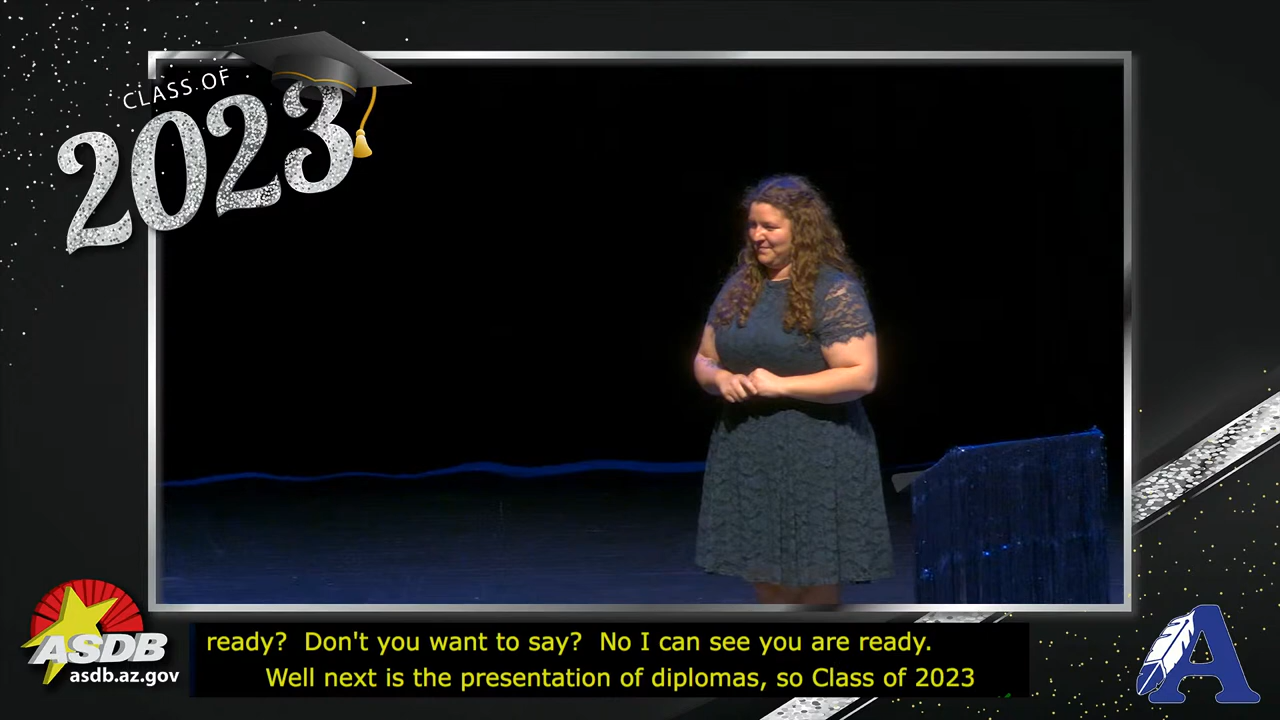 CLASS OF
2023
ready?  Don't you want to say?  No I can see you are ready.
Well next is the presentation of diplomas, so Class of 2023
ASDB
asdb.az.gov
A